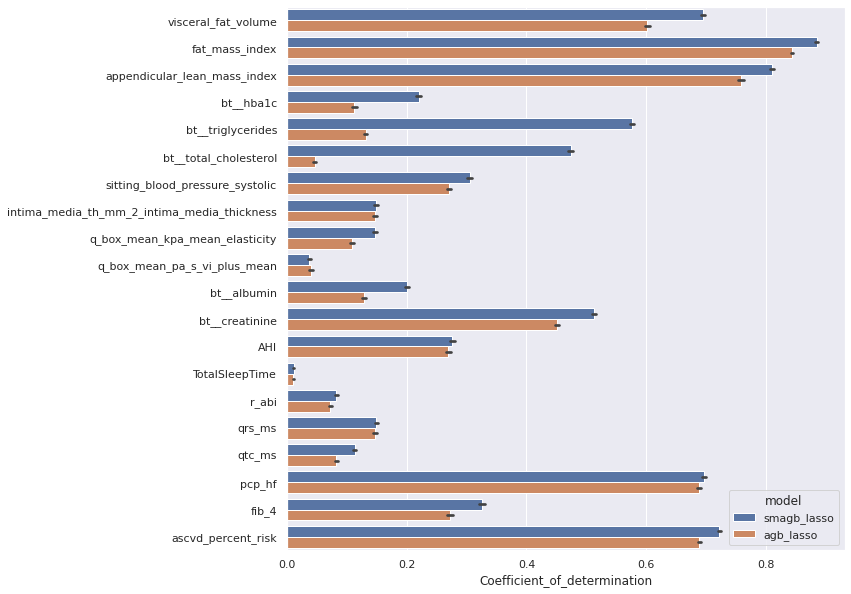 visceral_fat_volume
fat_mass_index
appendicular_lean_mass_index
bt__hba1c
bt__triglycerides
bt__total_cholesterol
sitting_blood_pressure_systolic
intima_media_th_mm_2_intima_media_thickness
q_box_mean_kpa_mean_elasticity
q_box_mean_pa_s_vi_plus_mean
bt__albumin
bt__creatinine
AHI
TotalSleepTime
r_abi
qrs_ms
qtc_ms
pcp_hf
fib_4
ascvd_percent_risk
model
smagb_lasso
agb_lasso
0.0 0.2 0.4 0.6 0.8
Coefficient_of_determination